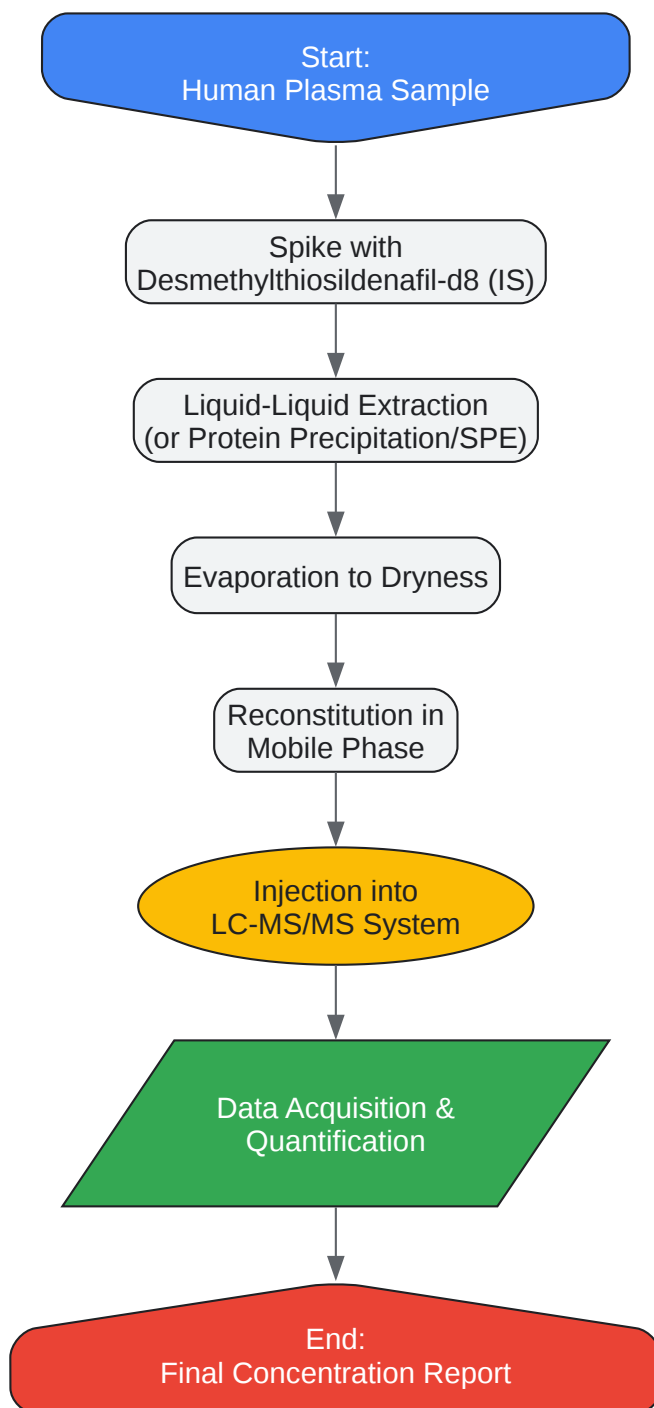 Start:
Human Plasma Sample
Spike with
Desmethylthiosildenafil-d8 (IS)
Liquid-Liquid Extraction
(or Protein Precipitation/SPE)
Evaporation to Dryness
Reconstitution in
Mobile Phase
Injection into
LC-MS/MS System
Data Acquisition &
Quantification
End:
Final Concentration Report